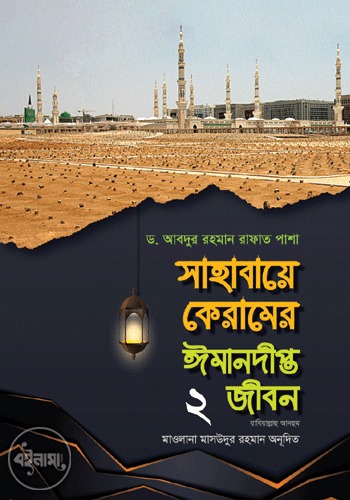 ড. আবদুর রহমান রাফাত পাশা
সাহাবায়ে
কেরামের
ঈমানদীপ্ত
২ জীবন
রাযিয়াল্লাহু আনহুম
মাওলানা মাসউদুর রহমান অনূদিত
বইনামা